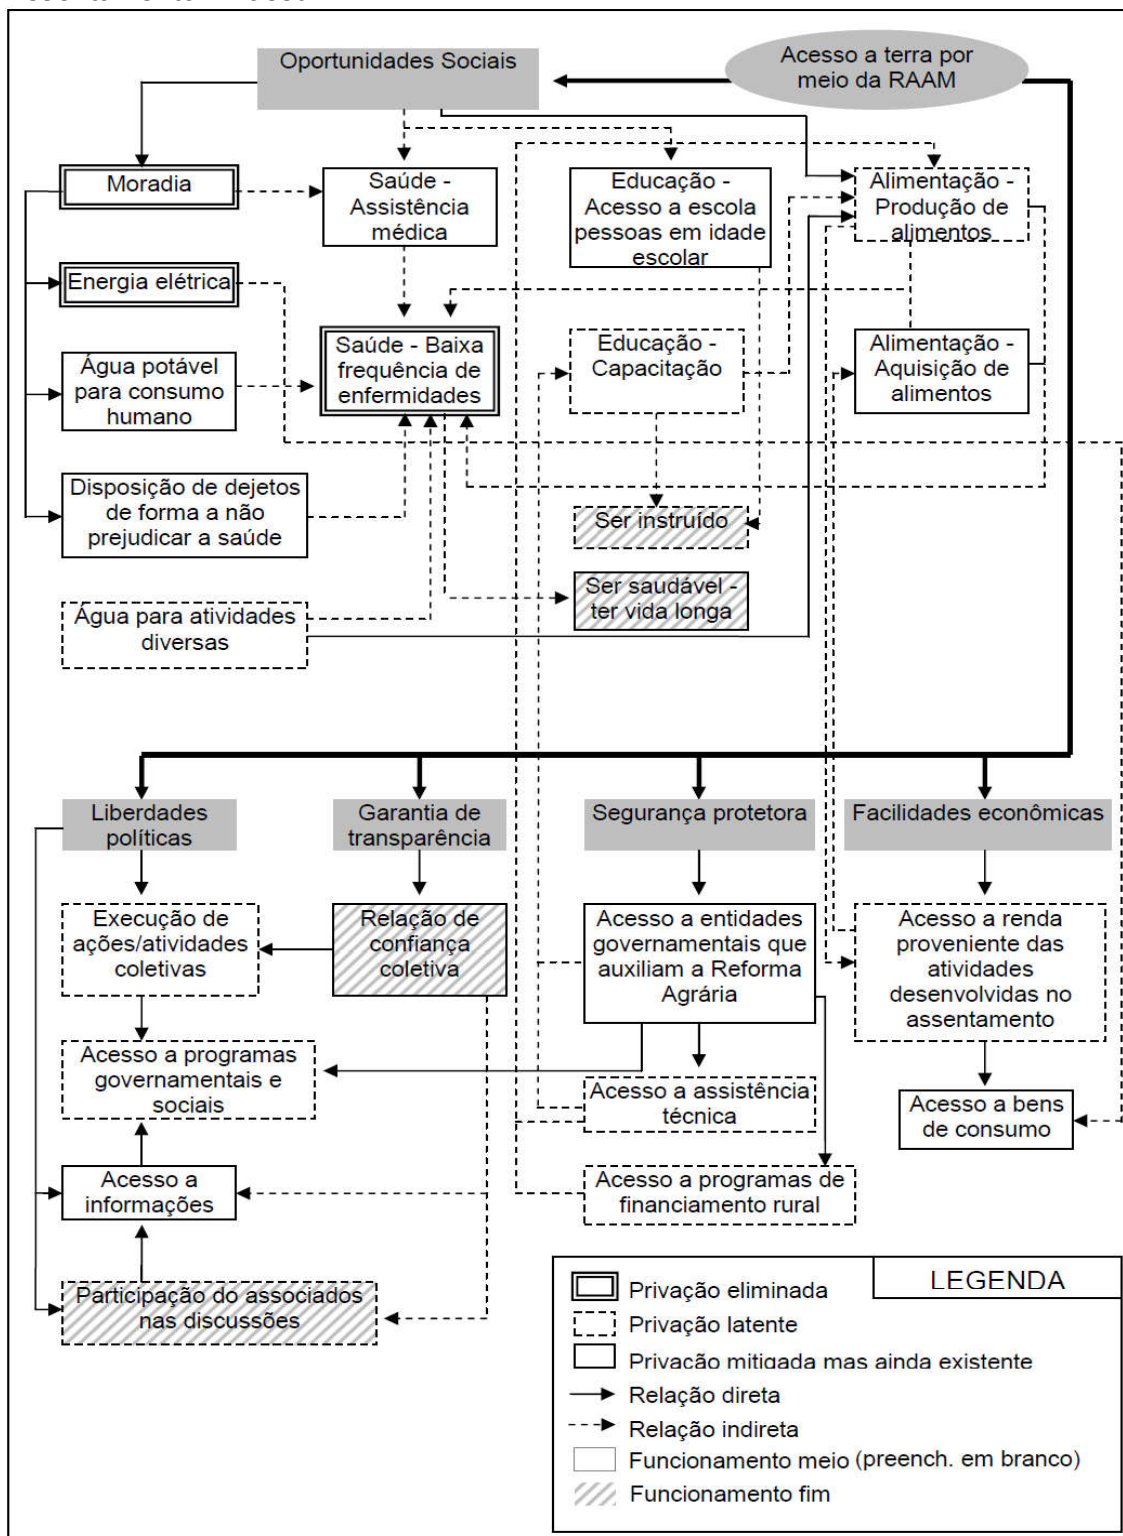 Oportunidades Sociais
Acesso a terra por
meio da RAAM
Moradia
Saúde -
Assistência
médica
Educação -
Acesso a escola
pessoas em idade
escolar
Alimentação -
Produção de
alimentos
Energia elétrica
Água potável
para consumo
humano
Saúde - Baixa
frequência de
enfermidades
Educação -
Capacitação
Alimentação -
Aquisição de
alimentos
Disposição de dejetos
de forma a não
prejudicar a saúde
Ser instruído
Ser saudável -
ter vida longa
Água para atividades
diversas
Liberdades
políticas
Garantia de
transparência
Segurança protetora
Facilidades econômicas
Execução de
ações/atividades
coletivas
Relação de
confiança
coletiva
Acesso a entidades
governamentais que
auxiliam a Reforma
Agrária
Acesso a renda
proveniente das
atividades
desenvolvidas no
assentamento
Acesso a programas
governamentais e
sociais
Acesso a assistência
técnica
Acesso a bens
de consumo
Acesso a
informações
Acesso a programas de
financiamento rural
Participação do associados
nas discussões
LEGENDA
Privação eliminada
Privação latente
Privação mitigada mas ainda existente
Relação direta
Relação indireta
Funcionamento meio (preench. em branco)
Funcionamento fim